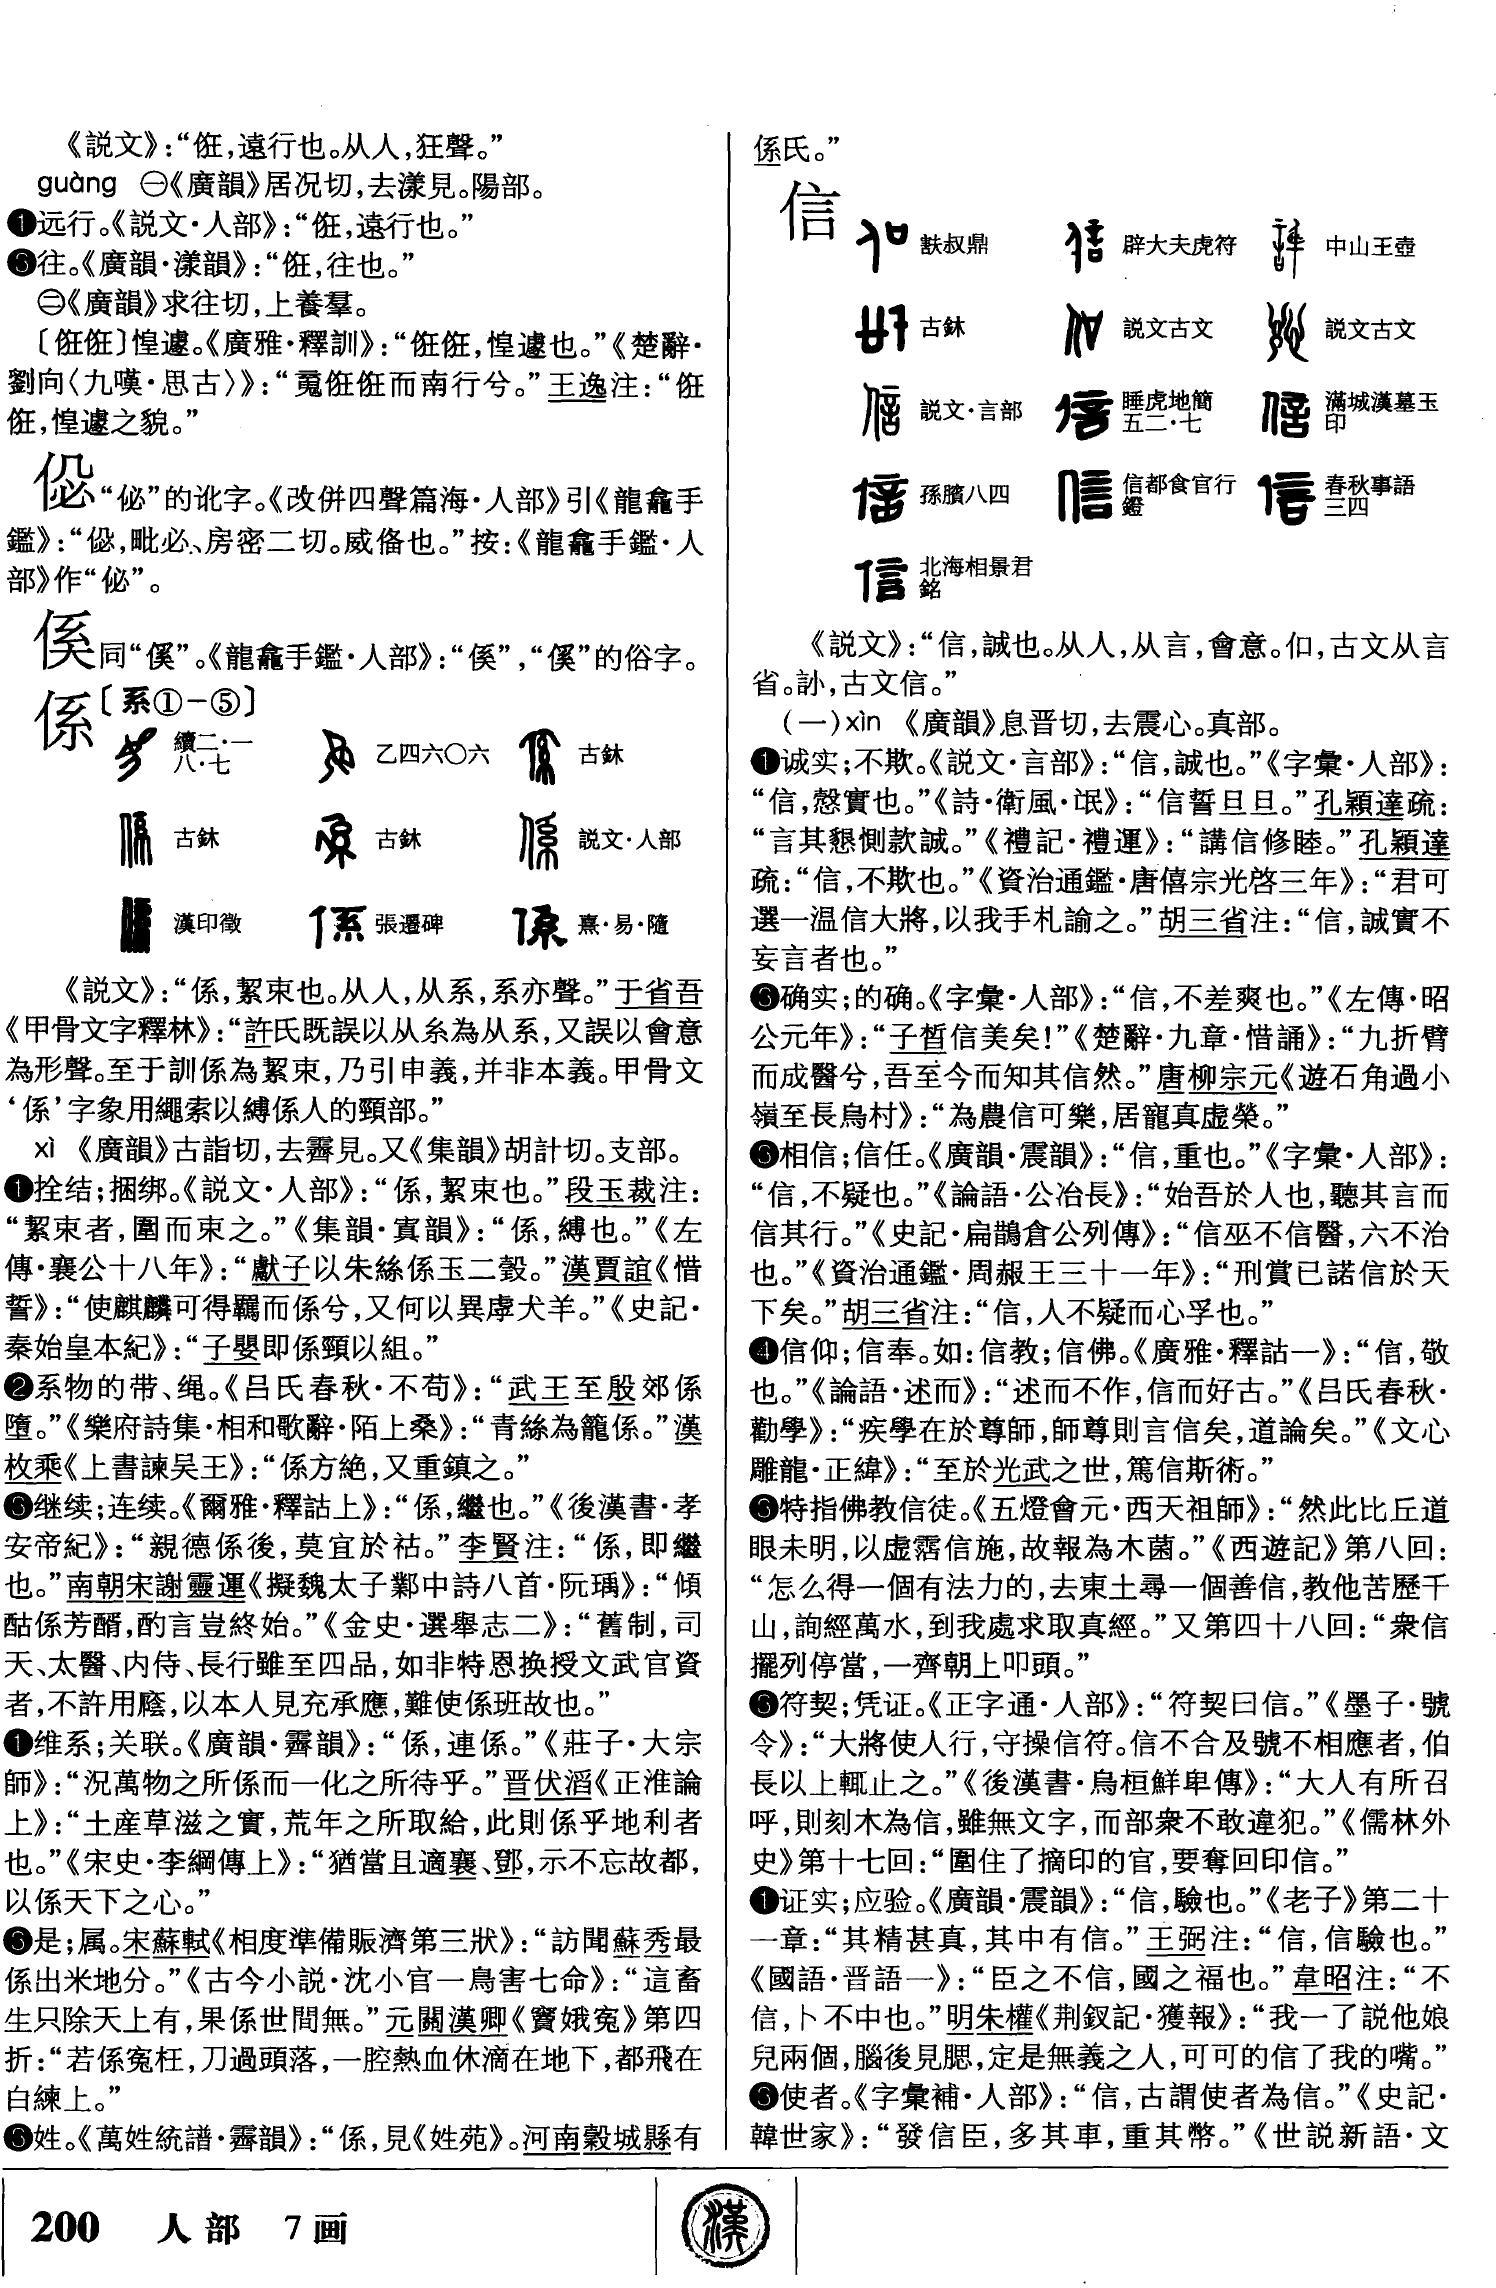 《説文》：“俇，遠行也。从人，狂聲。”
guàng ㊀《廣韻》居况切，去漾見。陽部。
❶远行。《説文·人部》：“俇，遠行也。”
往。《廣韻·漾韻》：“俇，往也。”
㊁《廣韻》求往切，上養羣。
〔俇俇〕惶遽。《廣雅·釋訓》：“俇俇，惶遽也。”《楚辭·
劉向〈九嘆·思古〉》：“䰟俇俇而南行兮。”王逸注：“俇
俇，惶遽之貌。”
“佖”的讹字。《改併四聲篇海·人部》引《龍龕手
鑑》：“，毗必、房密二切。威俻也。”按：《龍龕手鑑·人
部》作“佖”。
同“傒”。《龍龕手鑑·人部》：“”，“傒”的俗字。
係〔系①－⑤〕
續二·一八·七 乙四六〇六 古鉥
古鉥 古鉥 説文·人部
漢印徵 張遷碑 熹·易·隨
《説文》：“係，絜束也。从人，从系，系亦聲。”于省吾
《甲骨文字釋林》：“許氏既誤以从糸為从系，又誤以會意
為形聲。至于訓係為絜束，乃引申義，并非本義。甲骨文
‘係’字象用繩索以縛係人的頸部。”
xì 《廣韻》古詣切，去霽見。又《集韻》胡計切。支部。
❶拴结；捆绑。《説文·人部》：“係，絜束也。”段玉裁注：
“絜束者，圍而束之。”《集韻·寘韻》：“係，縛也。”《左
傳·襄公十八年》：“獻子以朱絲係玉二瑴。”漢賈誼《惜
誓》：“使麒麟可得羈而係兮，又何以異虖犬羊。”《史記·
秦始皇本紀》：“子嬰即係頸以組。”
❷系物的带、绳。《吕氏春秋·不苟》：“武王至殷郊係
墮。”《樂府詩集·相和歌辭·陌上桑》：“青絲為籠係。”漢
枚乘《上書諫吴王》：“係方絶，又重鎮之。”
❸继续；连续。《爾雅·釋詁上》：“係，繼也。”《後漢書·孝
安帝紀》：“親德係後，莫宜於祜。”李賢注：“係，即繼
也。”南朝宋謝靈運《擬魏太子鄴中詩八首·阮瑀》：“傾
酤係芳醑，酌言豈終始。”《金史·選舉志二》：“舊制，司
天、太醫、内侍、長行雖至四品，如非特恩换授文武官資
者，不許用廕，以本人見充承應，難使係班故也。”
维系；关联。《廣韻·霽韻》：“係，連係。”《莊子·大宗
師》：“況萬物之所係而一化之所待乎。”晋伏滔《正淮論
上》：“土産草滋之實，荒年之所取給，此則係乎地利者
也。”《宋史·李綱傳上》：“猶當且適襄、鄧，示不忘故都，
以係天下之心。”
是；属。宋蘇軾《相度準備賑濟第三狀》：“訪聞蘇秀最
係出米地分。”《古今小説·沈小官一鳥害七命》：“這畜
生只除天上有，果係世間無。”元關漢卿《竇娥寃》第四
折：“若係寃枉，刀過頭落，一腔熱血休滴在地下，都飛在
白練上。”
姓。《萬姓統譜·霽韻》：“係，見《姓苑》。河南穀城縣有
係氏。”
信
㝬叔鼎 辟大夫虎符 中山王壺
古鉥 説文古文 説文古文
説文·言部 睡虎地簡五二·七 滿城漢墓玉印
孫臏八四 信都食官行鐙 春秋事語三四
北海相景君銘
《説文》：“信，誠也。从人，从言，會意。㐰，古文从言
省。訫，古文信。”
（一）xìn 《廣韻》息晋切，去震心。真部。
❶诚实；不欺。《説文·言部》：“信，誠也。”《字彙·人部》：
“信，慤實也。”《詩·衛風·氓》：“信誓旦旦。”孔穎達疏：
“言其懇惻款誠。”《禮記·禮運》：“講信修睦。”孔穎達
疏：“信，不欺也。”《資治通鑑·唐僖宗光啓三年》：“君可
選一温信大將，以我手札諭之。”胡三省注：“信，誠實不
妄言者也。”
确实；的确。《字彙·人部》：“信，不差爽也。”《左傳·昭
公元年》：“子晳信美矣！”《楚辭·九章·惜誦》：“九折臂
而成醫兮，吾至今而知其信然。”唐柳宗元《遊石角過小
嶺至長烏村》：“為農信可樂，居寵真虚榮。”
❸相信；信任。《廣韻·震韻》：“信，重也。”《字彙·人部》：
“信，不疑也。”《論語·公冶長》：“始吾於人也，聽其言而
信其行。”《史記·扁鵲倉公列傳》：“信巫不信醫，六不治
也。”《資治通鑑·周赧王三十一年》：“刑賞已諾信於天
下矣。”胡三省注：“信，人不疑而心孚也。”
❹信仰；信奉。如：信教；信佛。《廣雅·釋詁一》：“信，敬
也。”《論語·述而》：“述而不作，信而好古。”《吕氏春秋·
勸學》：“疾學在於尊師，師尊則言信矣，道論矣。”《文心
雕龍·正緯》：“至於光武之世，篤信斯術。”
特指佛教信徒。《五燈會元·西天祖師》：“然此比丘道
眼未明，以虚霑信施，故報為木菌。”《西遊記》第八回：
“怎么得一個有法力的，去東土尋一個善信，教他苦歷千
山，詢經萬水，到我處求取真經。”又第四十八回：“衆信
擺列停當，一齊朝上叩頭。”
符契；凭证。《正字通·人部》：“符契曰信。”《墨子·號
令》：“大將使人行，守操信符。信不合及號不相應者，伯
長以上輒止之。”《後漢書·烏桓鮮卑傳》：“大人有所召
呼，則刻木為信，雖無文字，而部衆不敢違犯。”《儒林外
史》第十七回：“圍住了摘印的官，要奪回印信。”
证实；应验。《廣韻·震韻》：“信，驗也。”《老子》第二十
一章：“其精甚真，其中有信。”王弼注：“信，信驗也。”
《國語·晋語一》：“臣之不信，國之福也。”韋昭注：“不
信，卜不中也。”明朱權《荆釵記·獲報》：“我一了説他娘
兒兩個，腦後見腮，定是無義之人，可可的信了我的嘴。”
使者。《字彙補·人部》：“信，古謂使者為信。”《史記·
韓世家》：“發信臣，多其車，重其幣。”《世説新語·文
200 人部 7画
漢